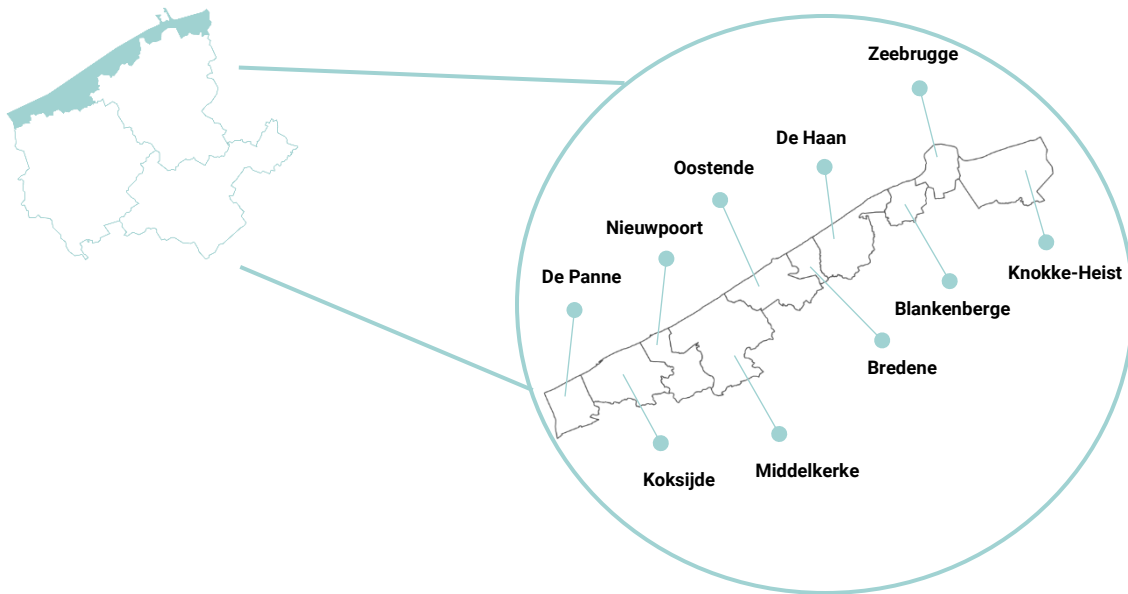 Zeebrugge
De Haan
Oostende
Nieuwpoort
De Panne
Knokke-Heist
Blankenberge
Bredene
Middelkerke
Koksijde